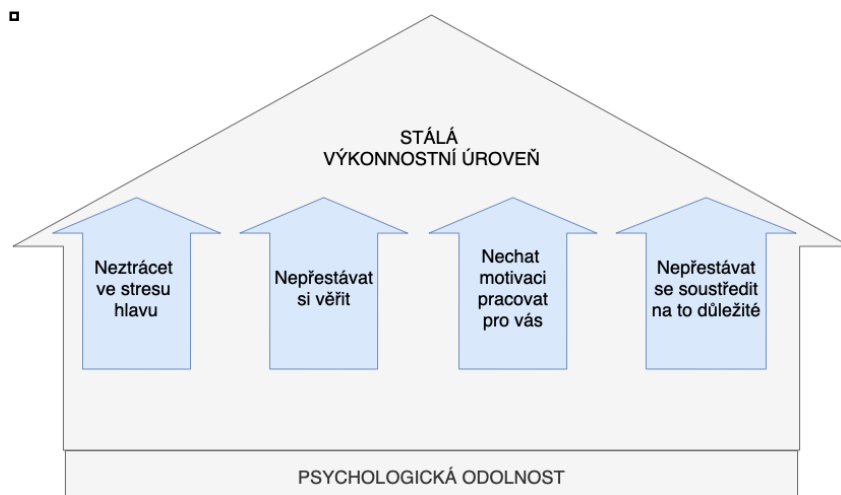 STÁLÁ
VÝKONNOSTNÍ ÚROVEŇ
Neztrácet
ve stresu
hlavu
Nepřestávat
si věřit
Nechat
motivaci
pracovat
pro vás
Nepřestávat
se soustředit
na to důležité
PSYCHOLOGICKÁ ODOLNOST